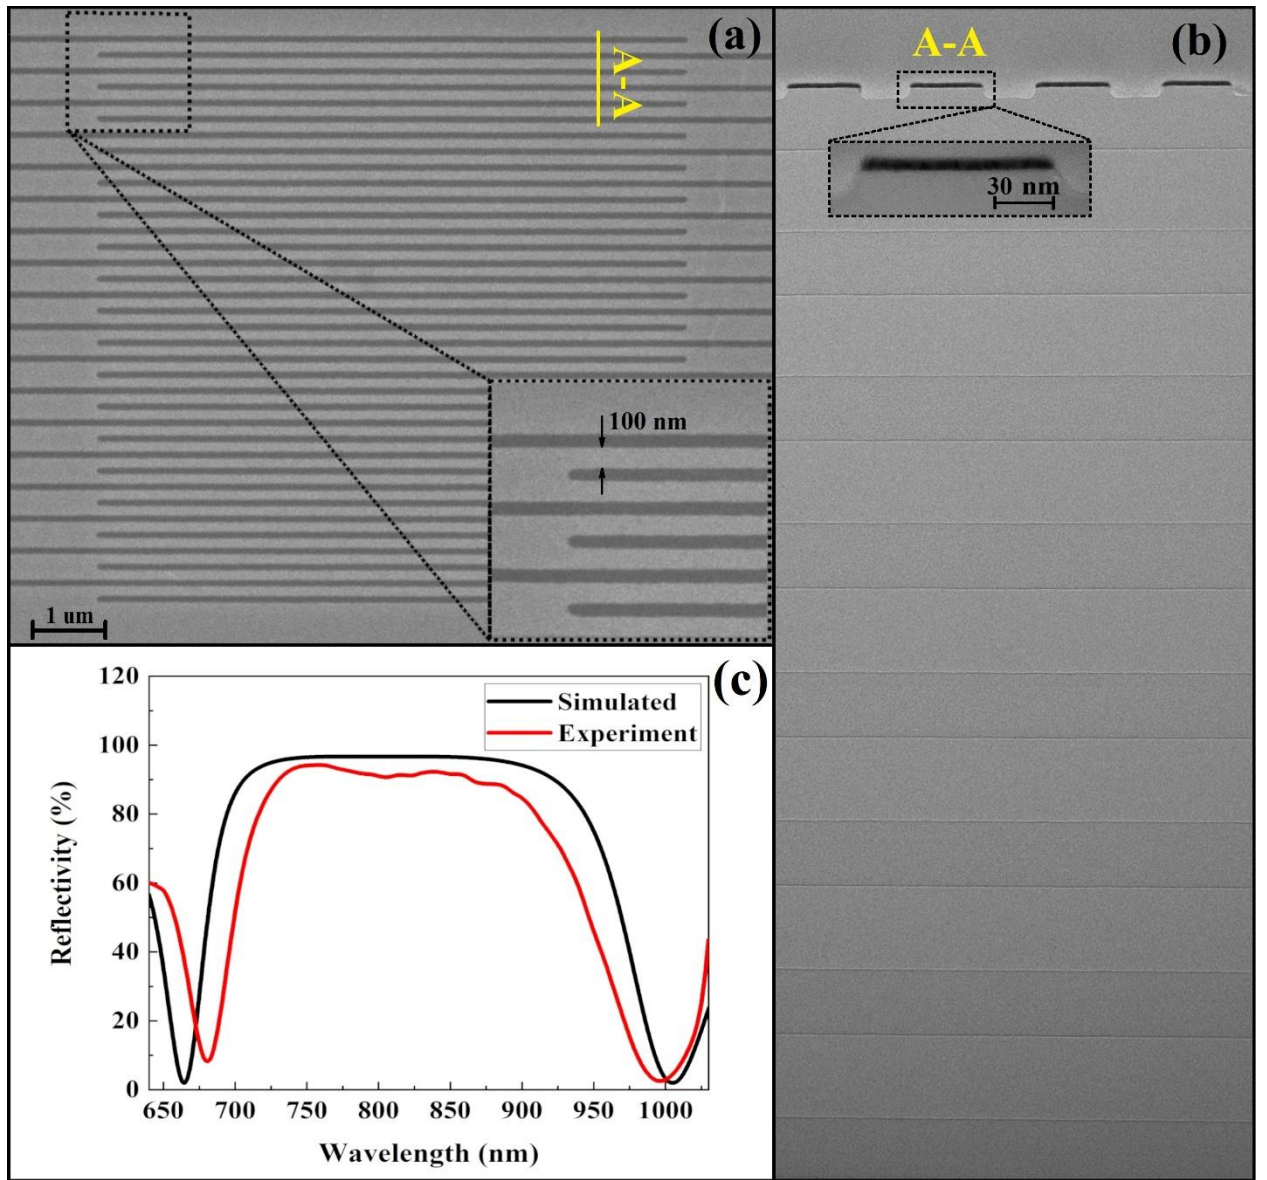 (a)
A-A
100 nm
1 um
A-A
(b)
30 nm
(c)
120
100
80
60
40
20
0
Reflectivity (%)
Simulated
Experiment
650 700 750 800 850 900 950 1000
Wavelength (nm)